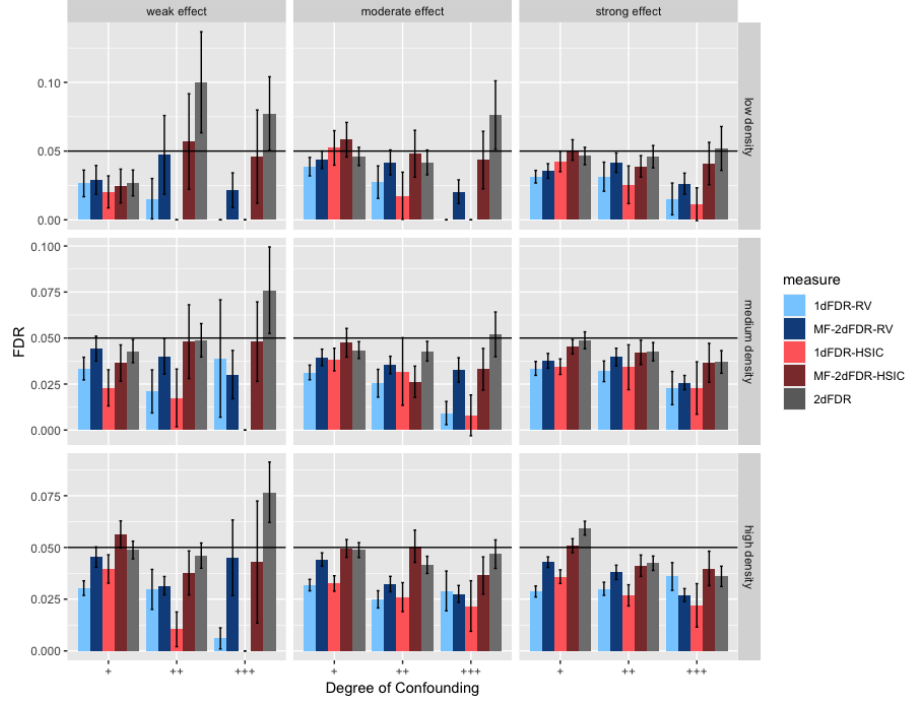 weak effect
moderate effect
strong effect
0.10
0.05
0.00
low density
0.100
0.075
0.050
0.025
0.000
medium density
0.075
0.050
0.025
0.000
high density
FDR
+
++
+++
+
++
+++
+
++
+++
Degree of Confounding
measure
1dFDR-RV
MF-2dFDR-RV
1dFDR-HSIC
MF-2dFDR-HSIC
2dFDR